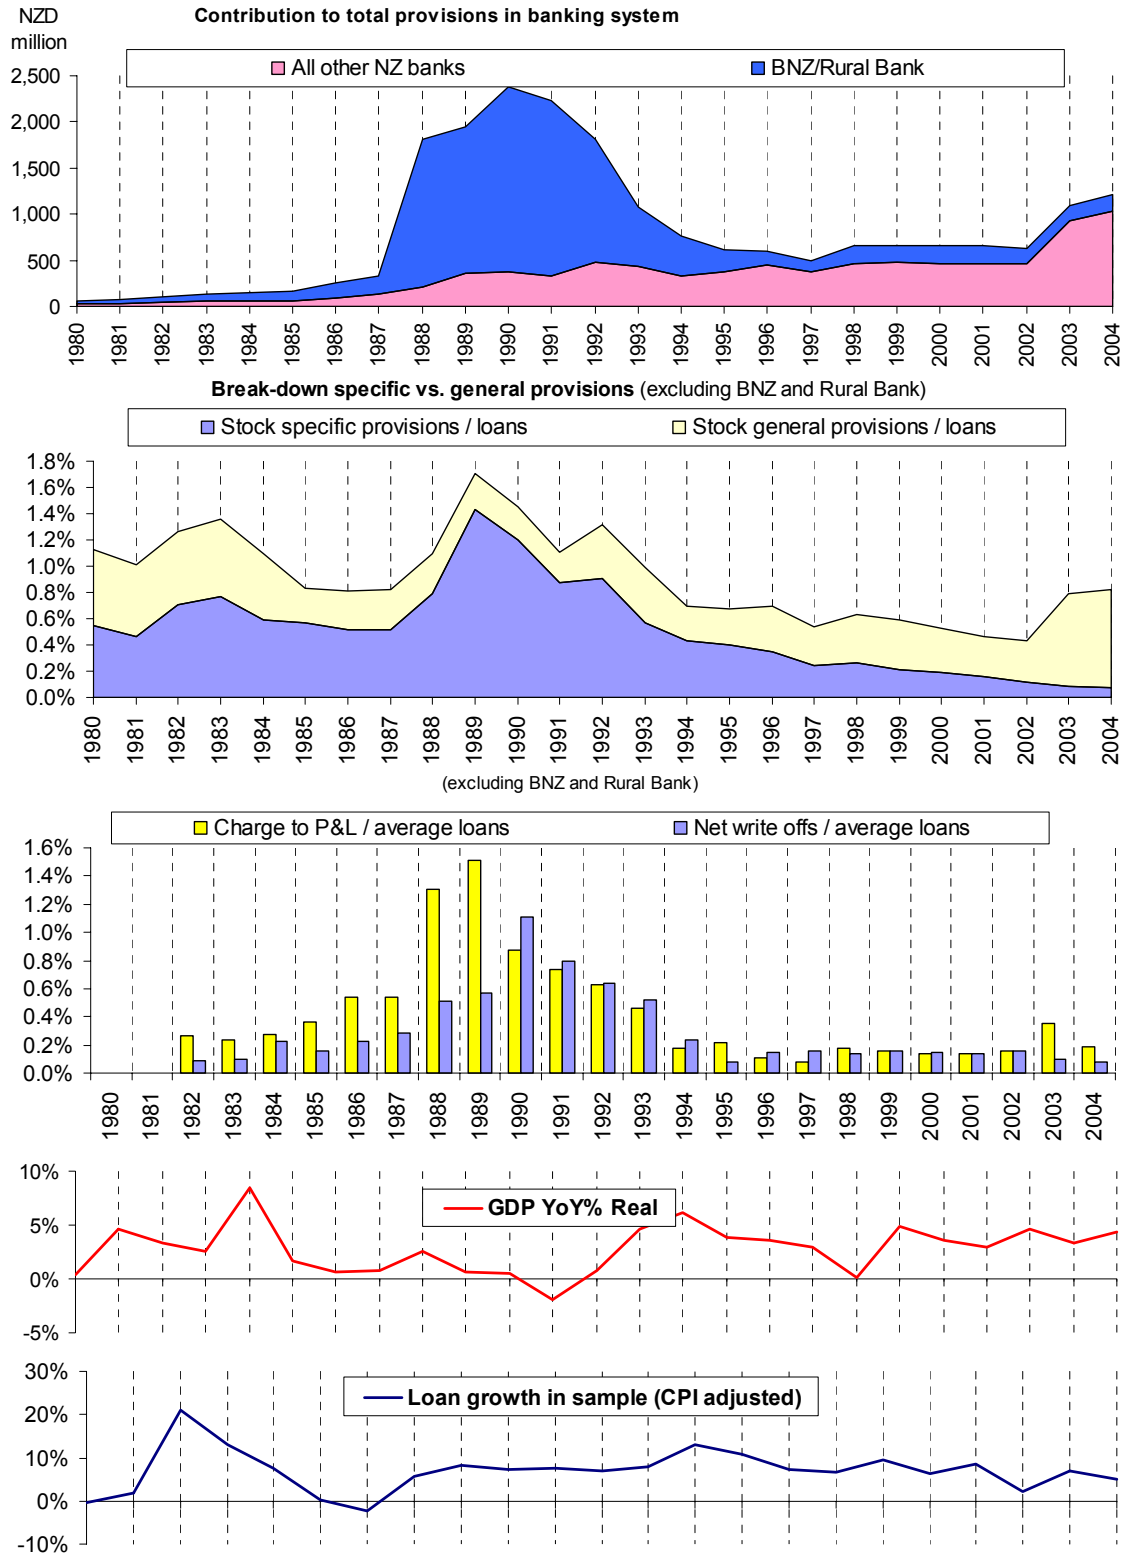 NZD
million
Contribution to total provisions in banking system
All other NZ banks
BNZ/Rural Bank
2,500
2,000
1,500
1,000
500
0
1980 1981 1982 1983 1984 1985 1986 1987 1988 1989 1990 1991 1992 1993 1994 1995 1996 1997 1998 1999 2000 2001 2002 2003 2004
Break-down specific vs. general provisions (excluding BNZ and Rural Bank)
Stock specific provisions / loans
Stock general provisions / loans
1.8%
1.6%
1.4%
1.2%
1.0%
0.8%
0.6%
0.4%
0.2%
0.0%
1980 1981 1982 1983 1984 1985 1986 1987 1988 1989 1990 1991 1992 1993 1994 1995 1996 1997 1998 1999 2000 2001 2002 2003 2004
(excluding BNZ and Rural Bank)
Charge to P&L / average loans
Net write offs / average loans
1.6%
1.4%
1.2%
1.0%
0.8%
0.6%
0.4%
0.2%
0.0%
1980 1981 1982 1983 1984 1985 1986 1987 1988 1989 1990 1991 1992 1993 1994 1995 1996 1997 1998 1999 2000 2001 2002 2003 2004
10%
5%
0%
-5%
GDP YoY% Real
30%
20%
10%
0%
-10%
Loan growth in sample (CPI adjusted)